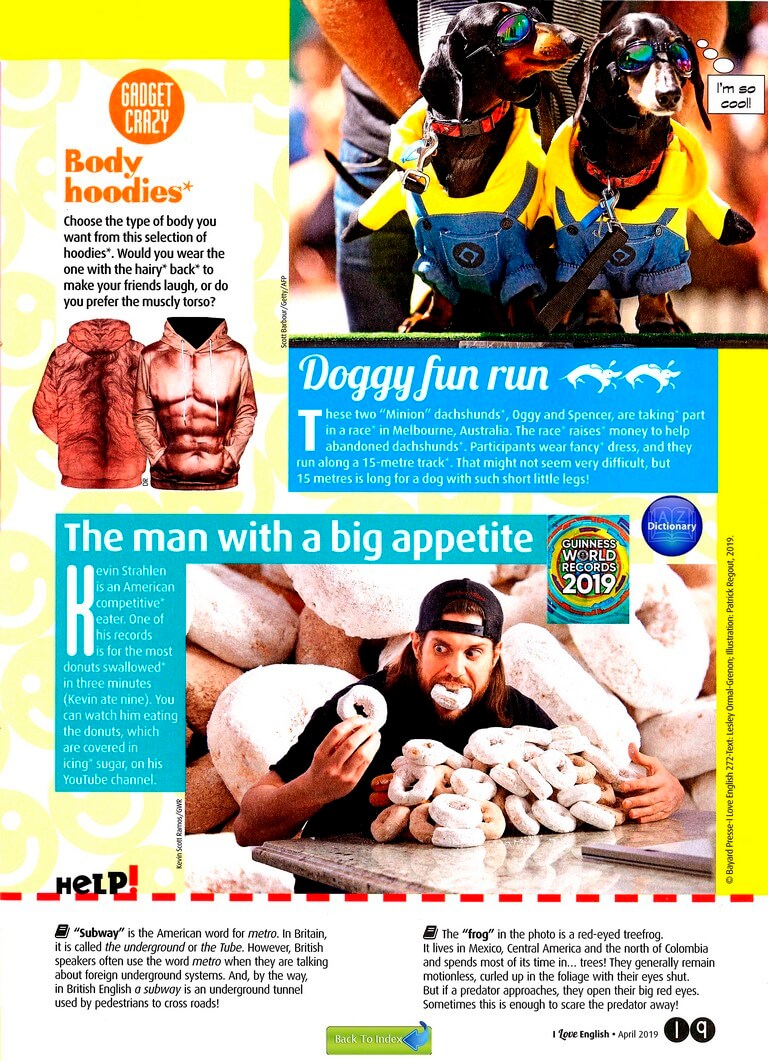 GADGET
CRAZY
Body
hoodies*
Choose the type of body you
want from this selection of
hoodies*. Would you wear the
one with the hairy* back* to
make your friends laugh, or do
you prefer the muscly torso?
DR
I'm so
cool!
Scott Barbour/Getty/AFP
Doggy fun run
These two "Minion" dachshunds*, Oggy and Spencer, are taking* part
in a race* in Melbourne, Australia. The race* raises* money to help
abandoned dachshunds*. Participants wear fancy* dress, and they
run along a 15-metre track*. That might not seem very difficult, but
15 metres is long for a dog with such short little legs!
A Z
Dictionary
The man with a big appetite
GUINNESS
WORLD
RECORDS
2019
Kevin Strahlen
is an American
competitive*
eater. One of
his records
is for the most
donuts swallowed*
in three minutes
(Kevin ate nine). You
can watch him eating
the donuts, which
are covered in
icing* sugar, on his
YouTube channel.
Kevin Scott Ramos/GWR
© Bayard Presse-I Love English 272-Text: Lesley Ormal-Grenon; Illustration: Patrick Regout, 2019.
HELP!
"Subway" is the American word for metro. In Britain,
it is called the underground or the Tube. However, British
speakers often use the word metro when they are talking
about foreign underground systems. And, by the way,
in British English a subway is an underground tunnel
used by pedestrians to cross roads!
The "frog" in the photo is a red-eyed treefrog.
It lives in Mexico, Central America and the north of Colombia
and spends most of its time in... trees! They generally remain
motionless, curled up in the foliage with their eyes shut.
But if a predator approaches, they open their big red eyes.
Sometimes this is enough to scare the predator away!
Back To Index
I Love English • April 2019 19